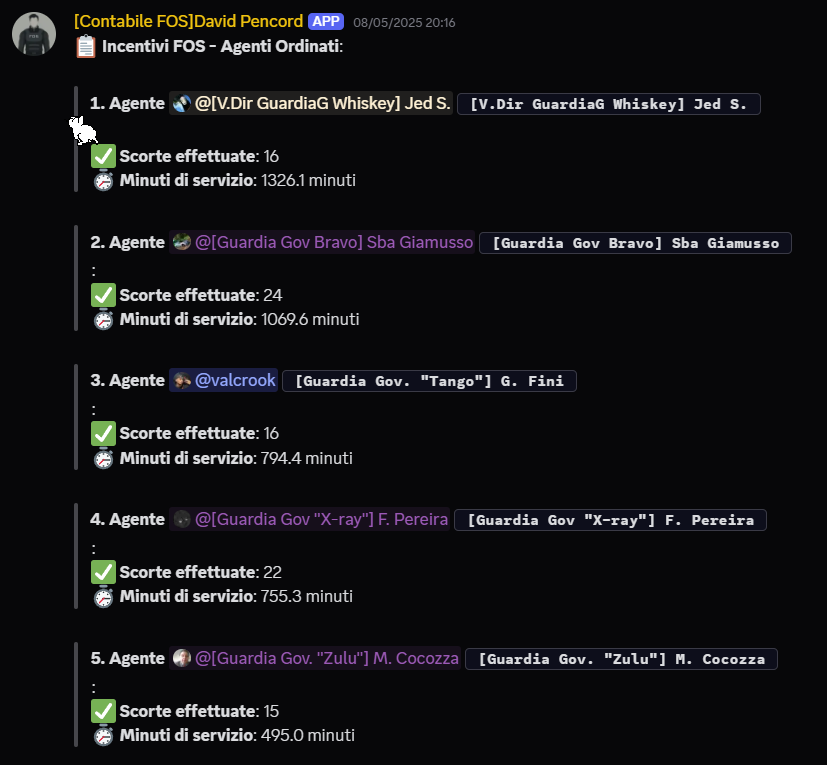 [Contabile FOS]David Pencord APP 08/05/2025 20:16
📋 Incentivi FOS - Agenti Ordinati:
1. Agente @[V.Dir GuardiaG Whiskey] Jed S. [V.Dir GuardiaG Whiskey] Jed S.
✅ Scorte effettuate: 16
⏱️ Minuti di servizio: 1326.1 minuti
2. Agente @[Guardia Gov Bravo] Sba Giamusso [Guardia Gov Bravo] Sba Giamusso
:
✅ Scorte effettuate: 24
⏱️ Minuti di servizio: 1069.6 minuti
3. Agente @valcrook [Guardia Gov. "Tango"] G. Fini
:
✅ Scorte effettuate: 16
⏱️ Minuti di servizio: 794.4 minuti
4. Agente @[Guardia Gov "X-ray"] F. Pereira [Guardia Gov "X-ray"] F. Pereira
:
✅ Scorte effettuate: 22
⏱️ Minuti di servizio: 755.3 minuti
5. Agente @[Guardia Gov. "Zulu"] M. Cocozza [Guardia Gov. "Zulu"] M. Cocozza
:
✅ Scorte effettuate: 15
⏱️ Minuti di servizio: 495.0 minuti